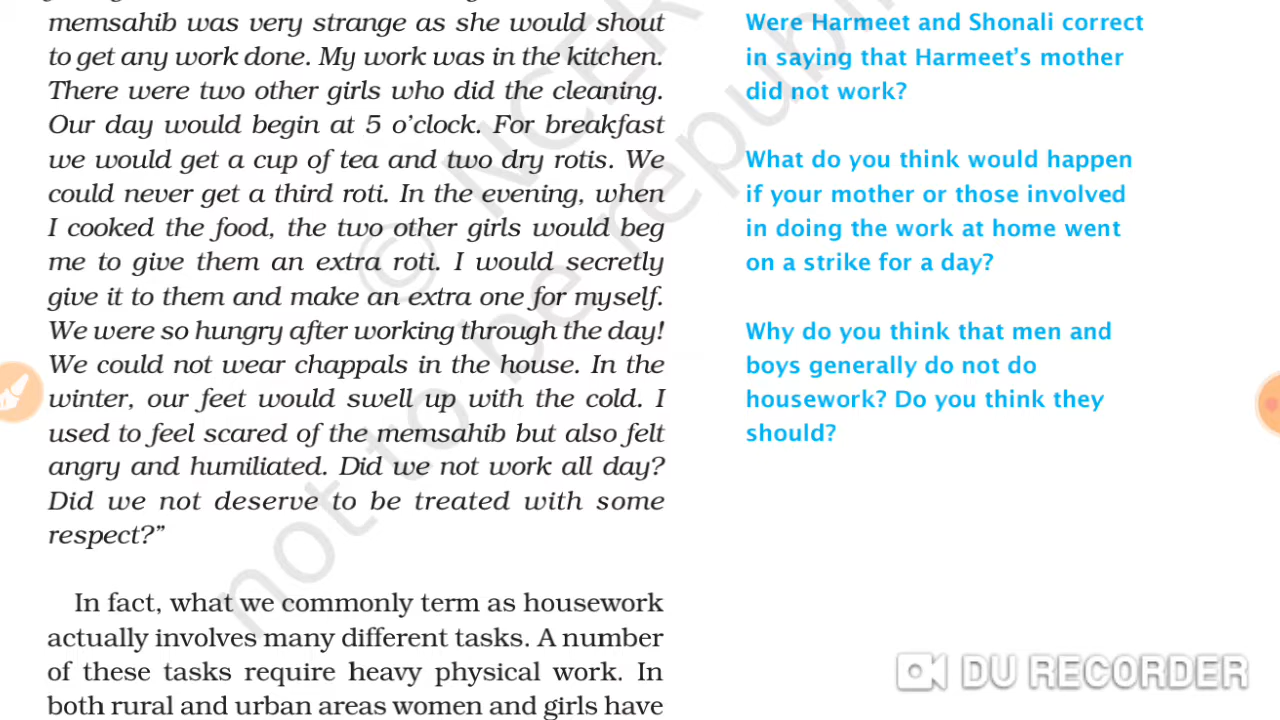 memsahib was very strange as she would shout
to get any work done. My work was in the kitchen.
There were two other girls who did the cleaning.
Our day would begin at 5 o'clock. For breakfast
we would get a cup of tea and two dry rotis. We
could never get a third roti. In the evening, when
I cooked the food, the two other girls would beg
me to give them an extra roti. I would secretly
give it to them and make an extra one for myself.
We were so hungry after working through the day!
We could not wear chappals in the house. In the
winter, our feet would swell up with the cold. I
used to feel scared of the memsahib but also felt
angry and humiliated. Did we not work all day?
Did we not deserve to be treated with some
respect?”
In fact, what we commonly term as housework
actually involves many different tasks. A number
of these tasks require heavy physical work. In
both rural and urban areas women and girls have
Were Harmeet and Shonali correct
in saying that Harmeet’s mother
did not work?
What do you think would happen
if your mother or those involved
in doing the work at home went
on a strike for a day?
Why do you think that men and
boys generally do not do
housework? Do you think they
should?
© NCER
not to be republi
DU RECORDER